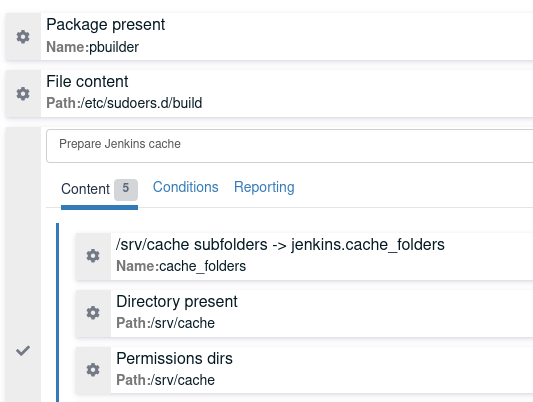 Package present
Name:pbuilder
File content
Path:/etc/sudoers.d/build
Prepare Jenkins cache
Content 5 Conditions Reporting
/srv/cache subfolders -> jenkins.cache_folders
Name:cache_folders
Directory present
Path:/srv/cache
Permissions dirs
Path:/srv/cache